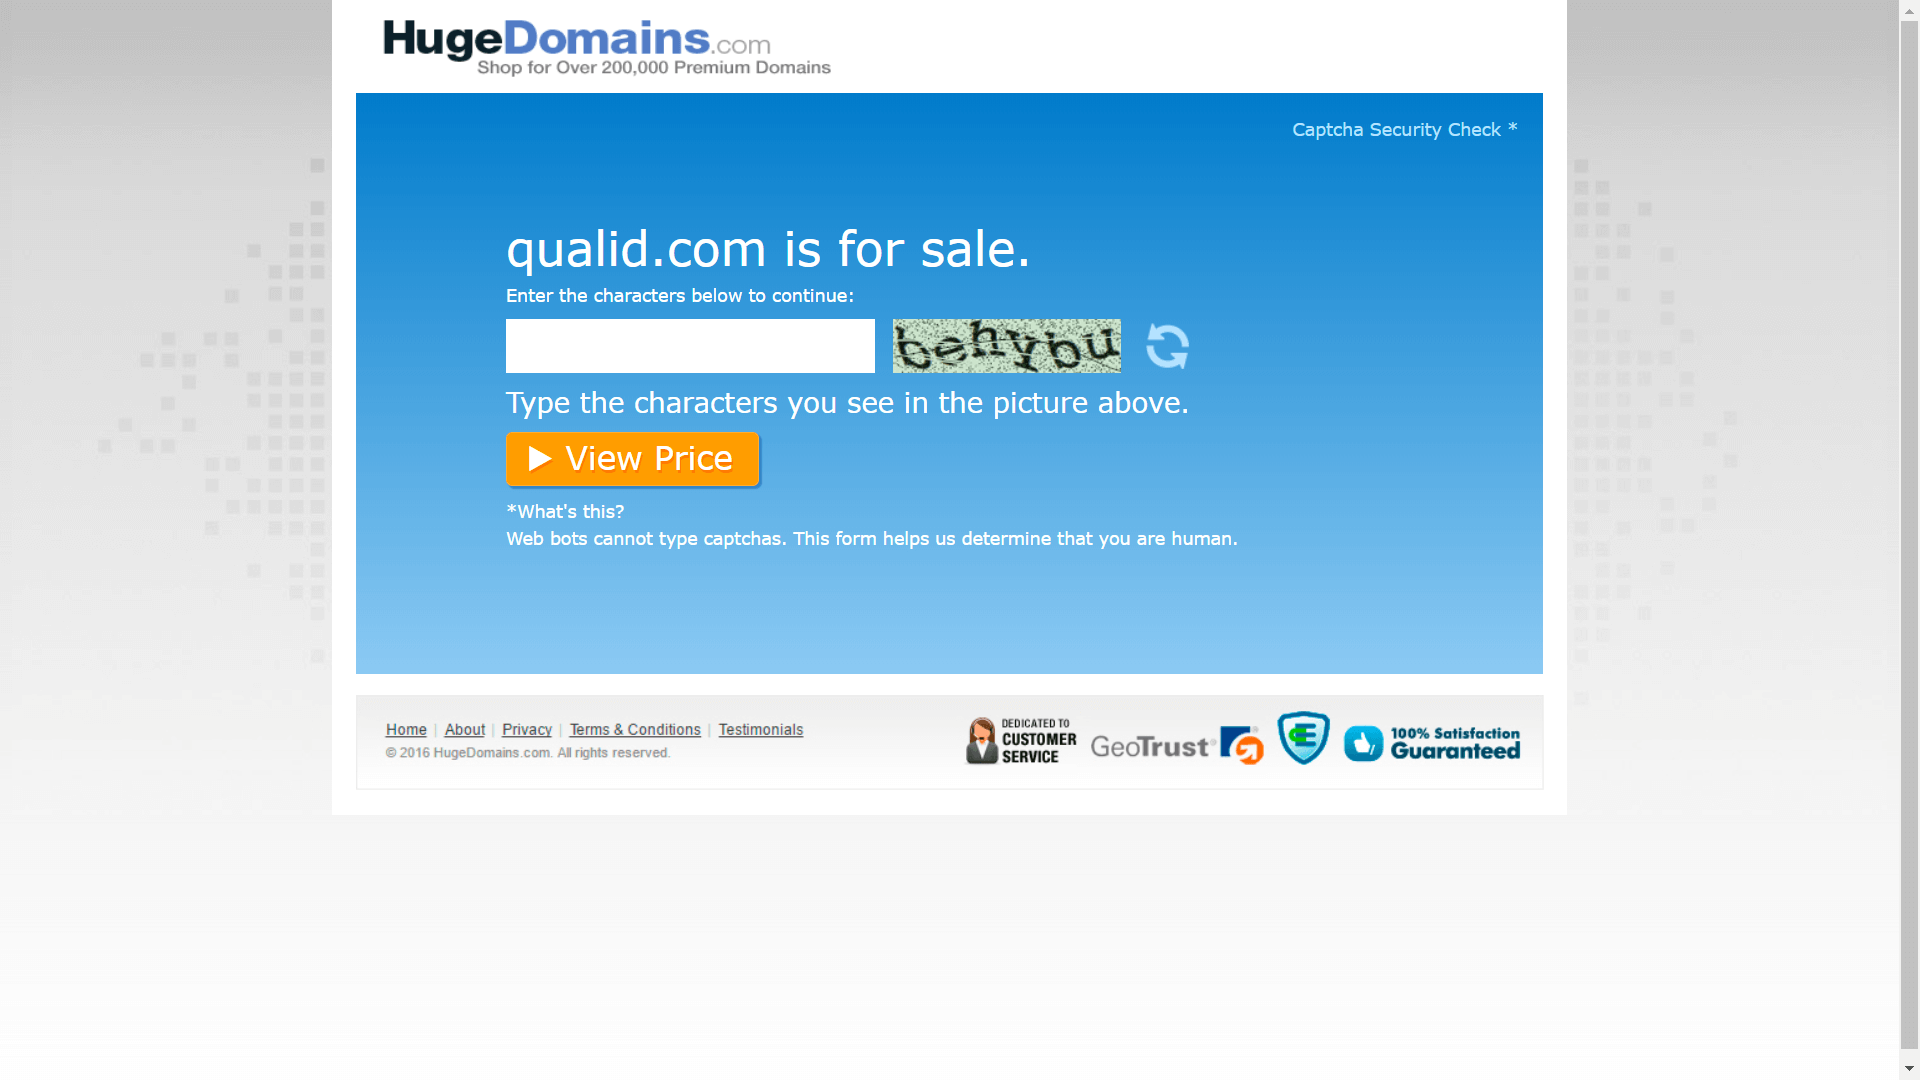 HugeDomains.com
Shop for Over 200,000 Premium Domains
Captcha Security Check *
qualid.com is for sale.
Enter the characters below to continue:
Type the characters you see in the picture above.
View Price
*What's this?
Web bots cannot type captchas. This form helps us determine that you are human.
Home | About | Privacy | Terms & Conditions | Testimonials
© 2016 HugeDomains.com. All rights reserved.
DEDICATED TO
CUSTOMER
SERVICE
GeoTrust®
100% Satisfaction
Guaranteed